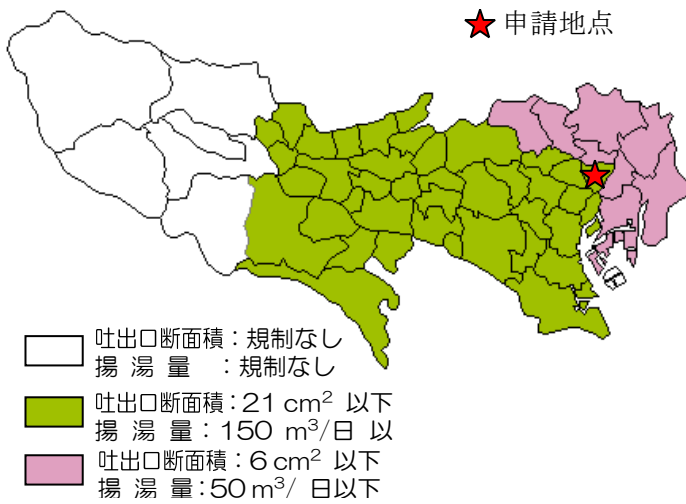 申請地点
吐出口断面積：規制なし
揚 湯 量 ：規制なし
吐出口断面積：21 cm² 以下
揚 湯 量：150 m³/日 以
吐出口断面積：6 cm² 以下
揚 湯 量：50 m³/ 日以下